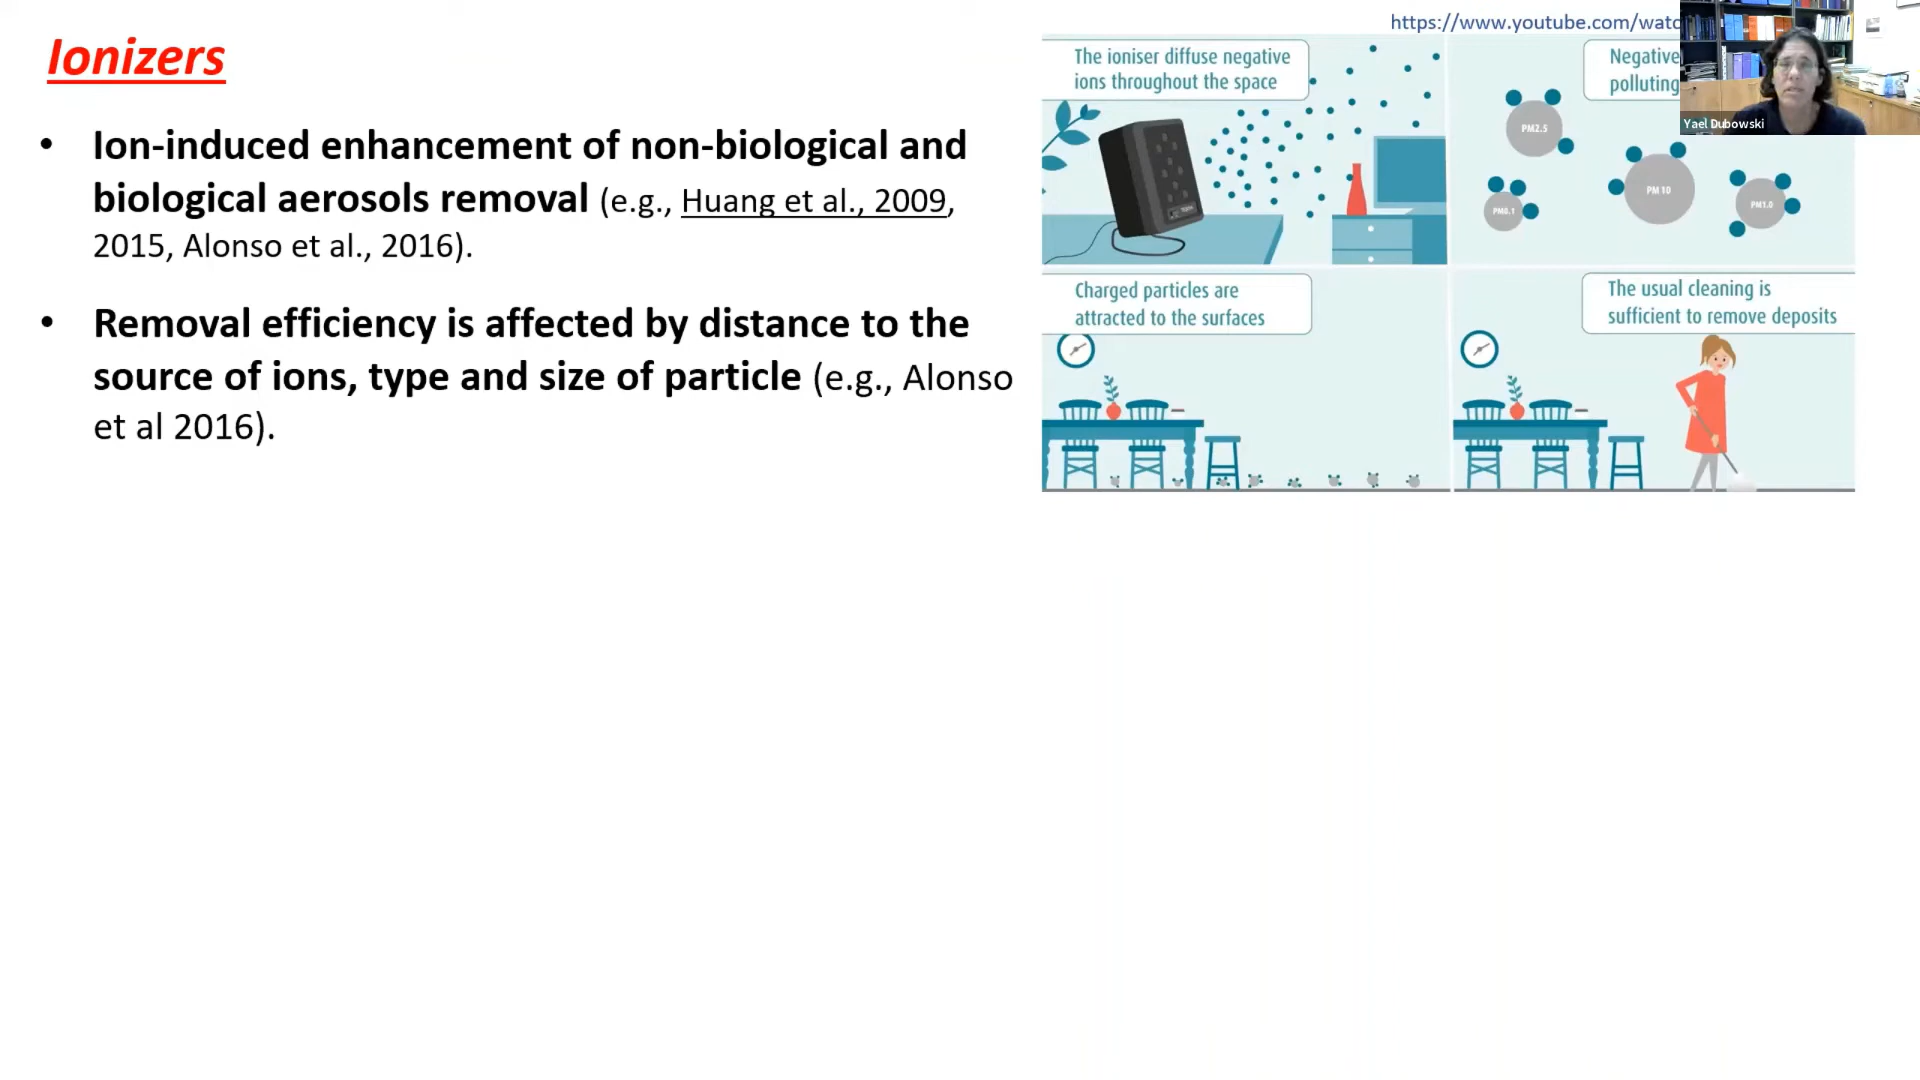 Ionizers
• Ion-induced enhancement of non-biological and
biological aerosols removal (e.g., Huang et al., 2009,
2015, Alonso et al., 2016).
• Removal efficiency is affected by distance to the
source of ions, type and size of particle (e.g., Alonso
et al 2016).
https://www.youtube.com/watc
The ioniser diffuse negative
ions throughout the space
Negative
polluting
PM2.5
PM 10
PM0.1
PM1.0
Charged particles are
attracted to the surfaces
The usual cleaning is
sufficient to remove deposits
Yael Dubowski